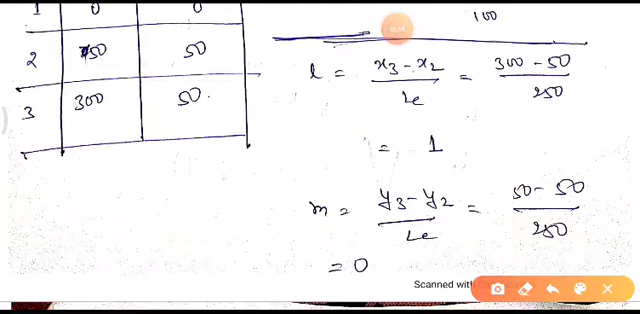 1 0 0
100
2 50 50
l = x3 - x2 / Le = 300 - 50 / 250
3 300 50.
= 1
m = y3 - y2 / Le = 50 - 50 / 250
= 0
Scanned with